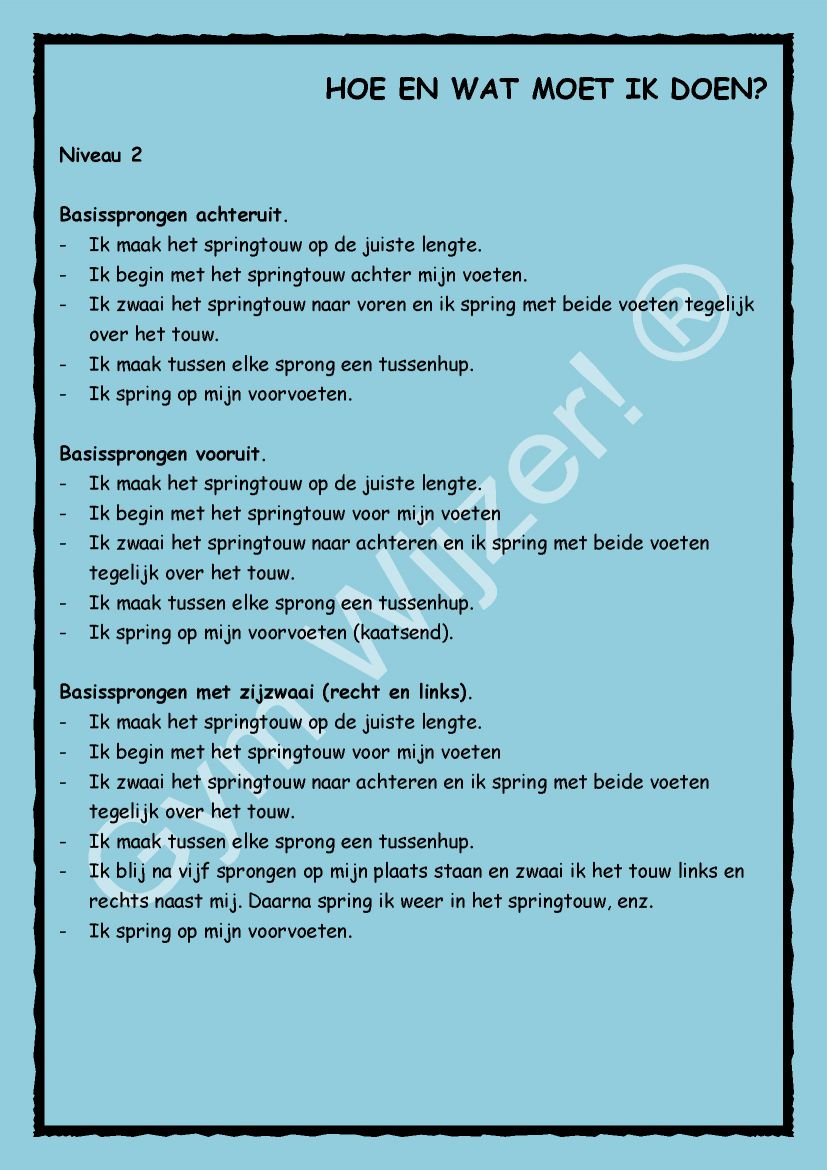 HOE EN WAT MOET IK DOEN?
Niveau 2
Basissprongen achteruit.
- Ik maak het springtouw op de juiste lengte.
- Ik begin met het springtouw achter mijn voeten.
- Ik zwaai het springtouw naar voren en ik spring met beide voeten tegelijk
over het touw.
- Ik maak tussen elke sprong een tussenhup.
- Ik spring op mijn voorvoeten.
Basissprongen vooruit.
- Ik maak het springtouw op de juiste lengte.
- Ik begin met het springtouw voor mijn voeten
- Ik zwaai het springtouw naar achteren en ik spring met beide voeten
tegelijk over het touw.
- Ik maak tussen elke sprong een tussenhup.
- Ik spring op mijn voorvoeten (kaatsend).
Basissprongen met zijzwaai (recht en links).
- Ik maak het springtouw op de juiste lengte.
- Ik begin met het springtouw voor mijn voeten
- Ik zwaai het springtouw naar achteren en ik spring met beide voeten
tegelijk over het touw.
- Ik maak tussen elke sprong een tussenhup.
- Ik blij na vijf sprongen op mijn plaats staan en zwaai ik het touw links en
rechts naast mij. Daarna spring ik weer in het springtouw, enz.
- Ik spring op mijn voorvoeten.
Gym Wijzer! ®